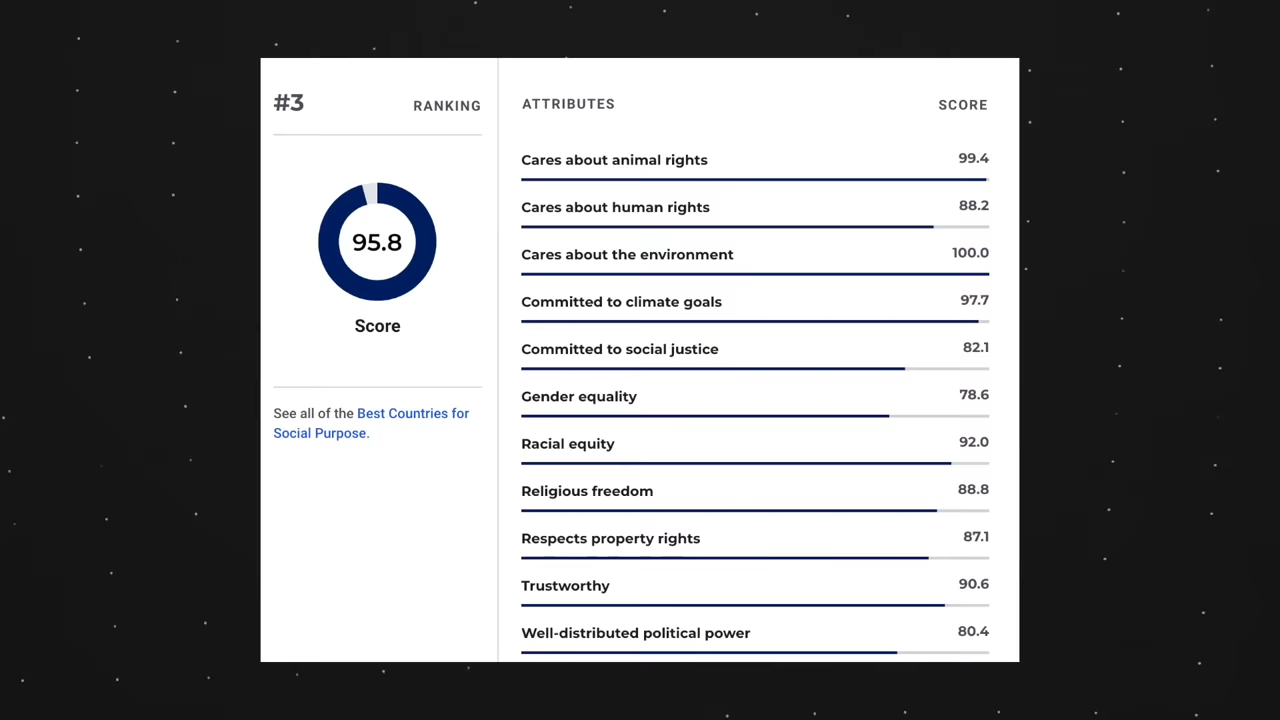 #3 RANKING
95.8
Score
See all of the Best Countries for
Social Purpose.
ATTRIBUTES SCORE
Cares about animal rights 99.4
Cares about human rights 88.2
Cares about the environment 100.0
Committed to climate goals 97.7
Committed to social justice 82.1
Gender equality 78.6
Racial equity 92.0
Religious freedom 88.8
Respects property rights 87.1
Trustworthy 90.6
Well-distributed political power 80.4